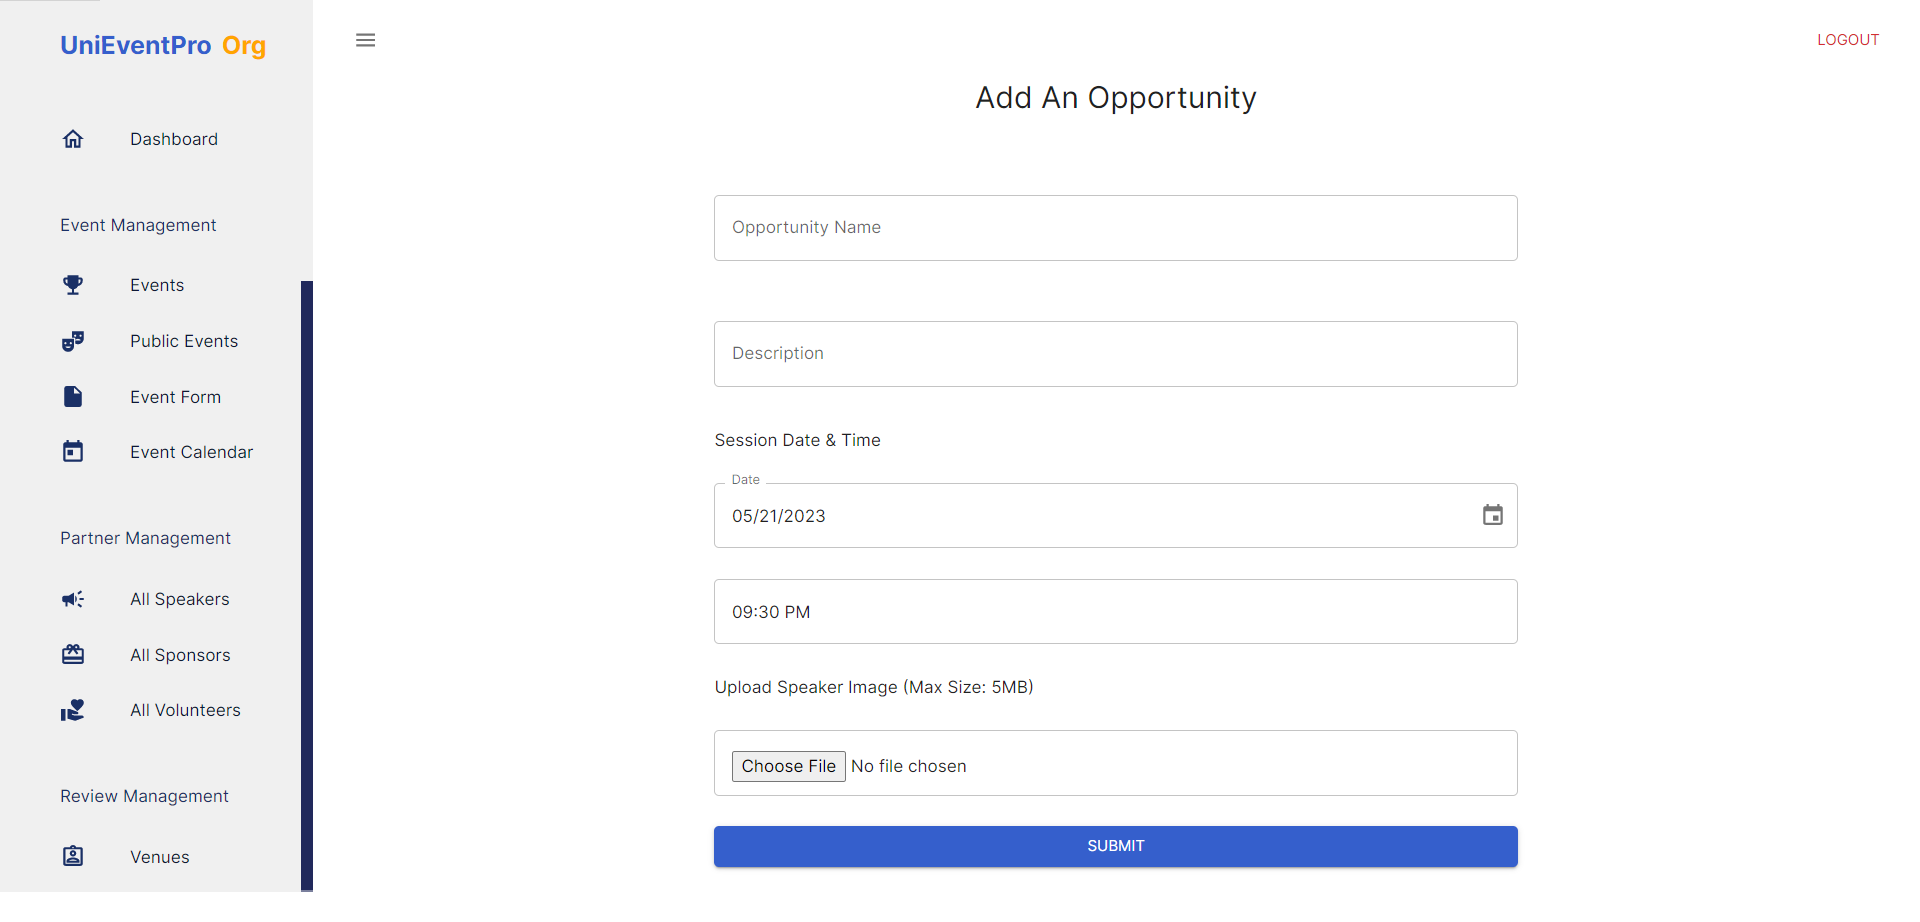 UniEventPro Org
Dashboard
Event Management
Events
Public Events
Event Form
Event Calendar
Partner Management
All Speakers
All Sponsors
All Volunteers
Review Management
Venues
LOGOUT
Add An Opportunity
Opportunity Name
Description
Session Date & Time
Date
05/21/2023
09:30 PM
Upload Speaker Image (Max Size: 5MB)
Choose File No file chosen
SUBMIT